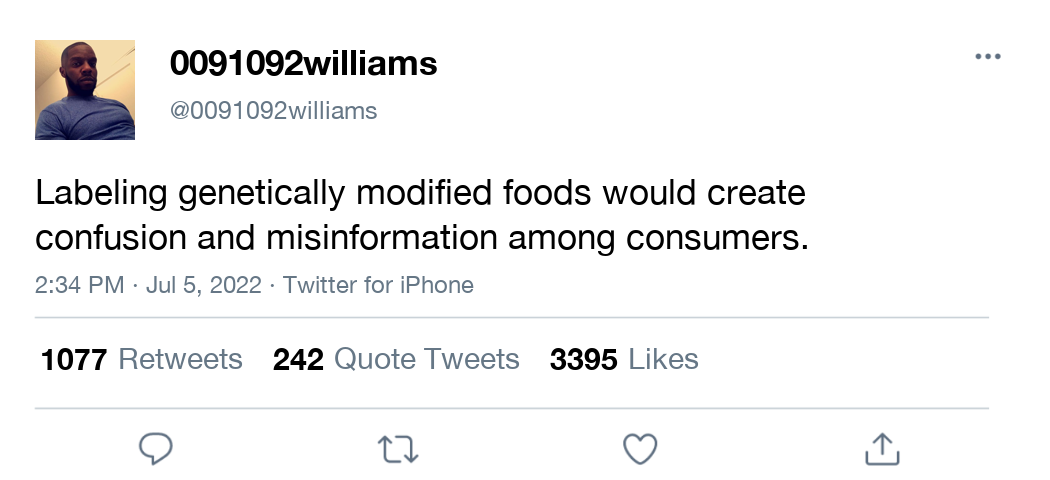 0091092williams
@0091092williams
Labeling genetically modified foods would create
confusion and misinformation among consumers.
2:34 PM · Jul 5, 2022 · Twitter for iPhone
1077 Retweets 242 Quote Tweets 3395 Likes